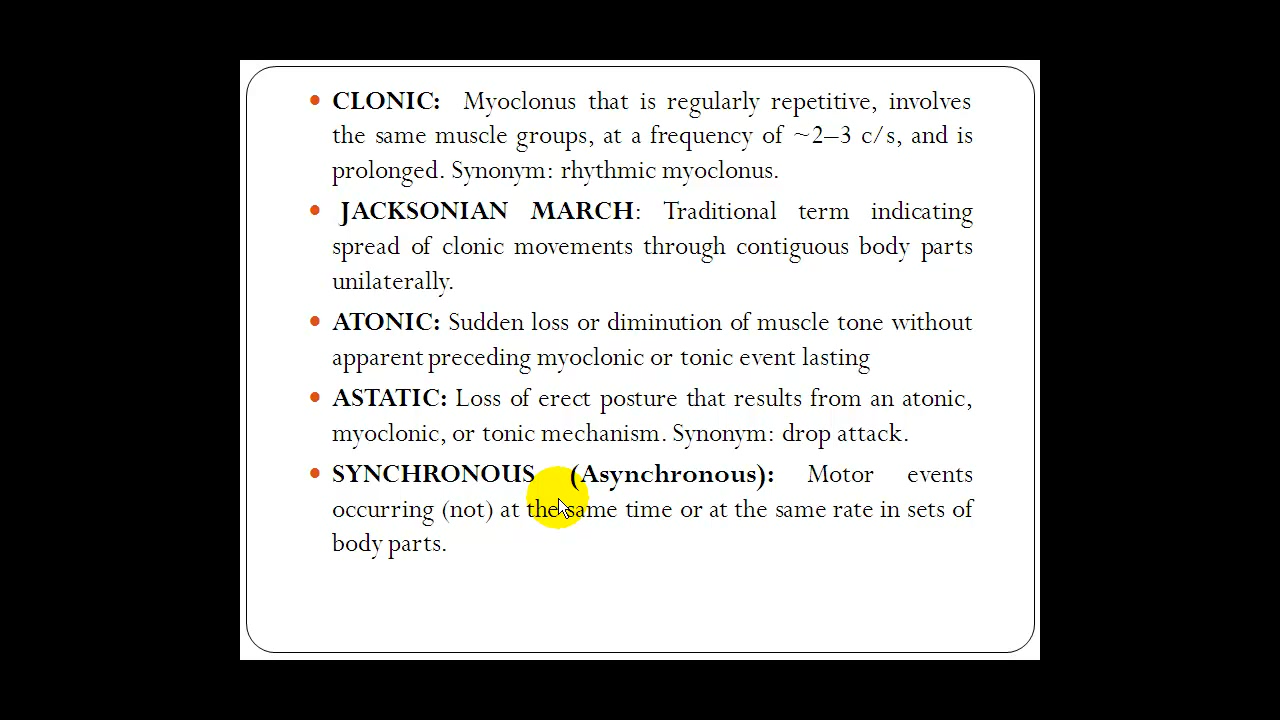 • CLONIC: Myoclonus that is regularly repetitive, involves
the same muscle groups, at a frequency of ~2–3 c/s, and is
prolonged. Synonym: rhythmic myoclonus.
• JACKSONIAN MARCH: Traditional term indicating
spread of clonic movements through contiguous body parts
unilaterally.
• ATONIC: Sudden loss or diminution of muscle tone without
apparent preceding myoclonic or tonic event lasting
• ASTATIC: Loss of erect posture that results from an atonic,
myoclonic, or tonic mechanism. Synonym: drop attack.
• SYNCHRONOUS (Asynchronous): Motor events
occurring (not) at the same time or at the same rate in sets of
body parts.